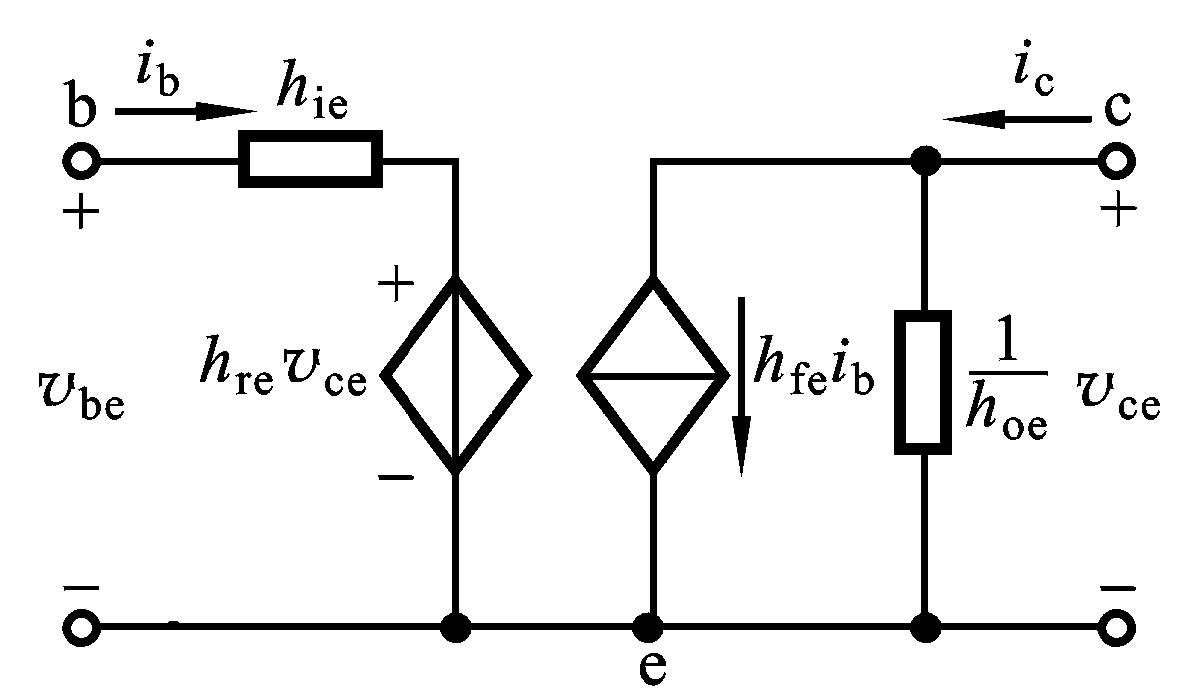 b i_b h_ie i_c c
+ +
+
v_be h_re v_ce h_fe i_b 1/h_oe v_ce
−
− −
e